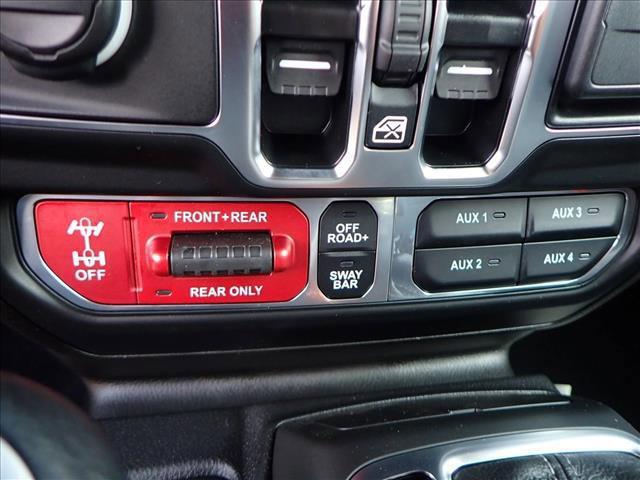 FRONT+REAR
OFF
REAR ONLY
OFF
ROAD+
SWAY
BAR
AUX 1
AUX 3
AUX 2
AUX 4